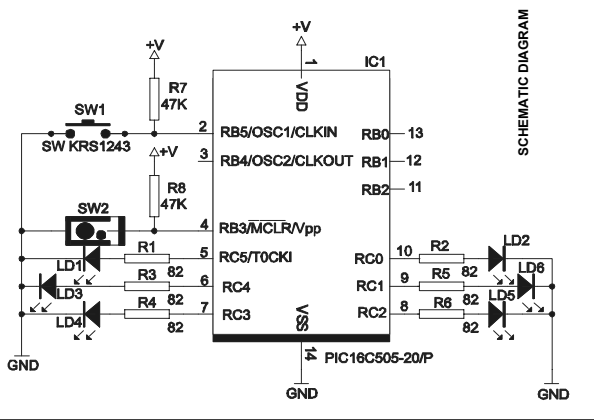 SCHEMATIC DIAGRAM
+V
+V
1
IC1
R7
47K
VDD
SW1
SW KRS1243
2
RB5/OSC1/CLKIN
RB0
13
+V
3
RB4/OSC2/CLKOUT
RB1
12
R8
47K
RB2
11
SW2
4
RB3/MCLR/Vpp
LD1
R1
82
5
RC5/T0CKI
RC0
10
R2
82
LD2
LD3
R3
82
6
RC4
RC1
9
R5
82
LD6
LD4
R4
82
7
RC3
VSS
RC2
8
R6
82
LD5
14
PIC16C505-20/P
GND
GND
GND